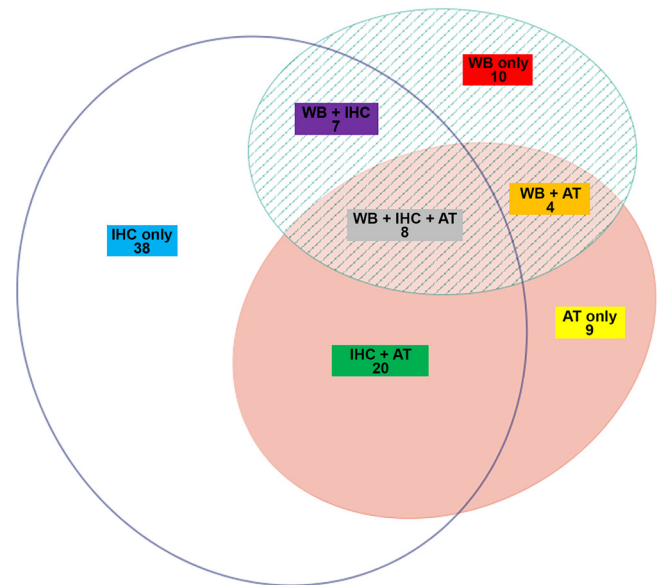 WB only
10
WB + IHC
7
WB + AT
4
WB + IHC + AT
8
IHC only
38
AT only
9
IHC + AT
20